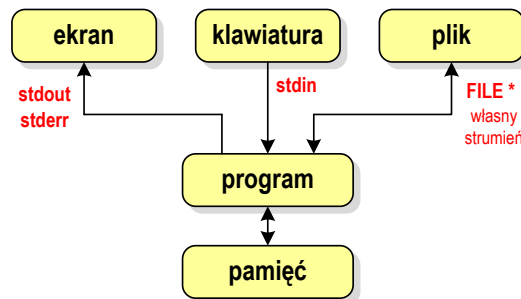 ekran
klawiatura
plik
stdout
stderr
stdin
FILE *
własny
strumień
program
pamięć